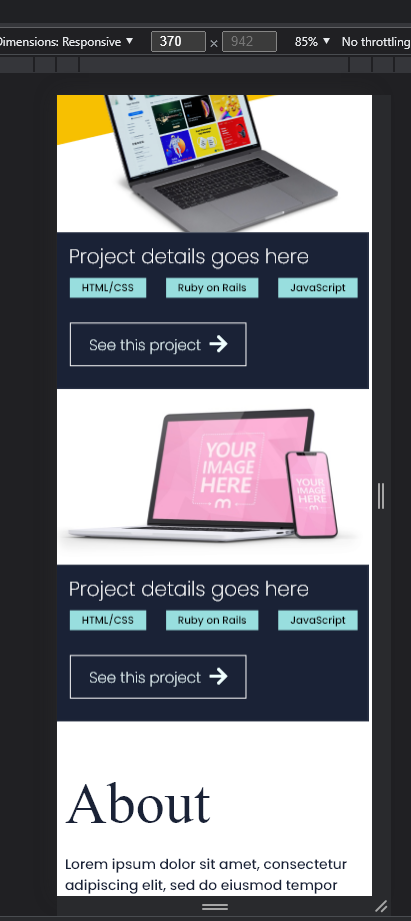 Dimensions: Responsive ▼ 370 × 942 85% ▼ No throttling
Project details goes here
HTML/CSS Ruby on Rails JavaScript
See this project →
YOUR
IMAGE
HERE
m
YOUR
IMAGE
HERE
m
Project details goes here
HTML/CSS Ruby on Rails JavaScript
See this project →
About
Lorem ipsum dolor sit amet, consectetur
adipiscing elit, sed do eiusmod tempor